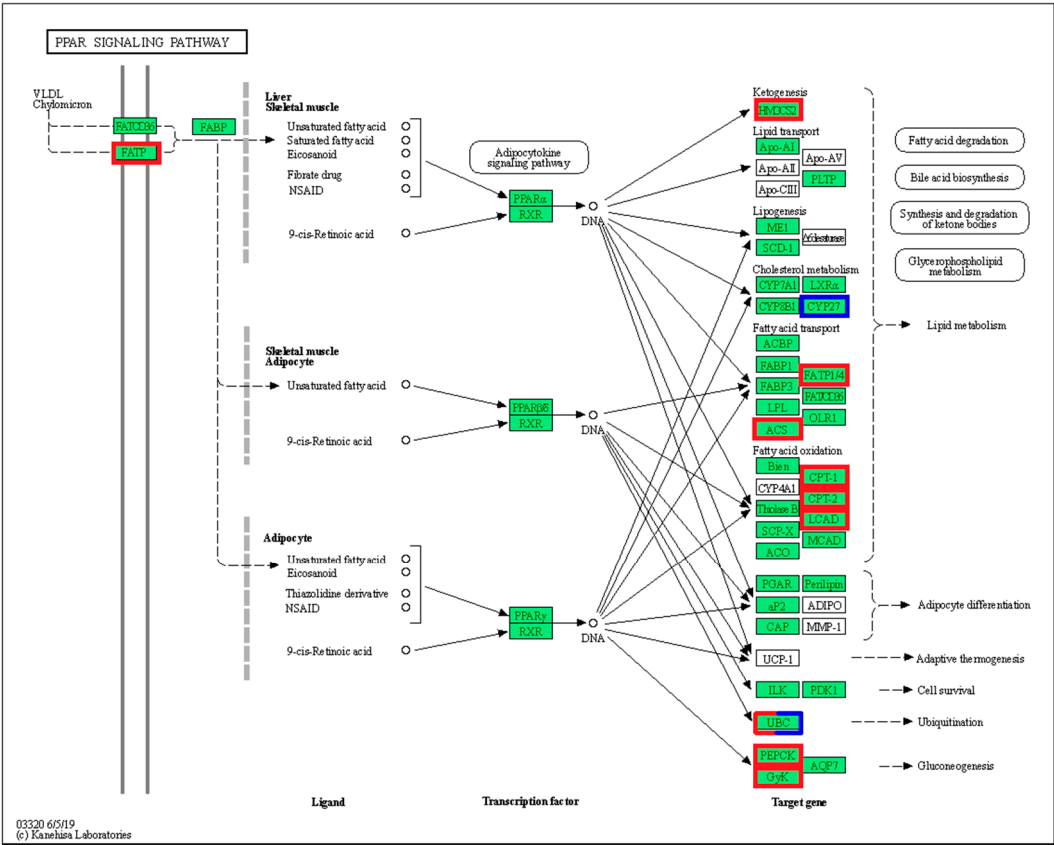 PPAR SIGNALING PATHWAY
VLDL
Chylomicron
FAT/CD36
FATP
FABP
Liver
Skeletal muscle
Unsaturated fatty acid
Saturated fatty acid
Eicosanoid
Fibrate drug
NSAID
9-cis-Retinoic acid
Adipocytokine
signaling pathway
PPARα
RXR
DNA
Skeletal muscle
Adipocyte
Unsaturated fatty acid
9-cis-Retinoic acid
PPARβ/δ
RXR
DNA
Adipocyte
Unsaturated fatty acid
Eicosanoid
Thiazolidine derivative
NSAID
9-cis-Retinoic acid
PPARγ
RXR
DNA
Ketogenesis
HMGCS2
Lipid transport
Apo-AI
Apo-AV
Apo-AII
PLTP
Apo-CIII
Lipogenesis
ME1
SCD-1
Cholesterol metabolism
CYP7A1 LXRα
CYP8B1 CYP27
Fatty acid transport
ACBP
FABP1
FATP1/4
FABP3
FAT/CD36
LPL
OLR1
ACS
Fatty acid oxidation
Bien
CPT-1
CYP4A1
CPT-2
Thiolase B
LCAD
SCP-X
MCAD
ACO
PGAR Perilipin
aP2 ADIPO
CAP MMP-1
UCP-1
ILK PDK1
UBC
PEPCK
AQP7
GyK
Fatty acid degradation
Bile acid biosynthesis
Synthesis and degradation
of ketone bodies
Glycerophospholipid
metabolism
Lipid metabolism
Adipocyte differentiation
Adaptive thermogenesis
Cell survival
Ubiquitination
Gluconeogenesis
Ligand
Transcription factor
Target gene
03320 6/5/19
(c) Kanehisa Laboratories